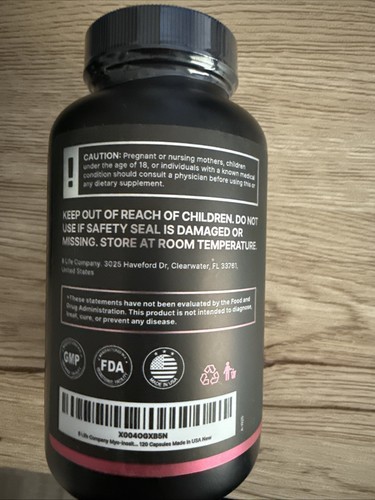 CAUTION: Pregnant or nursing mothers, children
under the age of 18, or individuals with a known medical
condition should consult a physician before using this or
any dietary supplement.
KEEP OUT OF REACH OF CHILDREN. DO NOT
USE IF SAFETY SEAL IS DAMAGED OR
MISSING. STORE AT ROOM TEMPERATURE.
B Life Company. 3025 Haveford Dr, Clearwater, FL 33761,
United States
*These statements have not been evaluated by the Food and
Drug Administration. This product is not intended to diagnose,
treat, cure, or prevent any disease.
GMP
FDA
MADE IN USA
X004OGXB5N
B Life Company Myo-Inosit... 120 Capsules Made in USA New